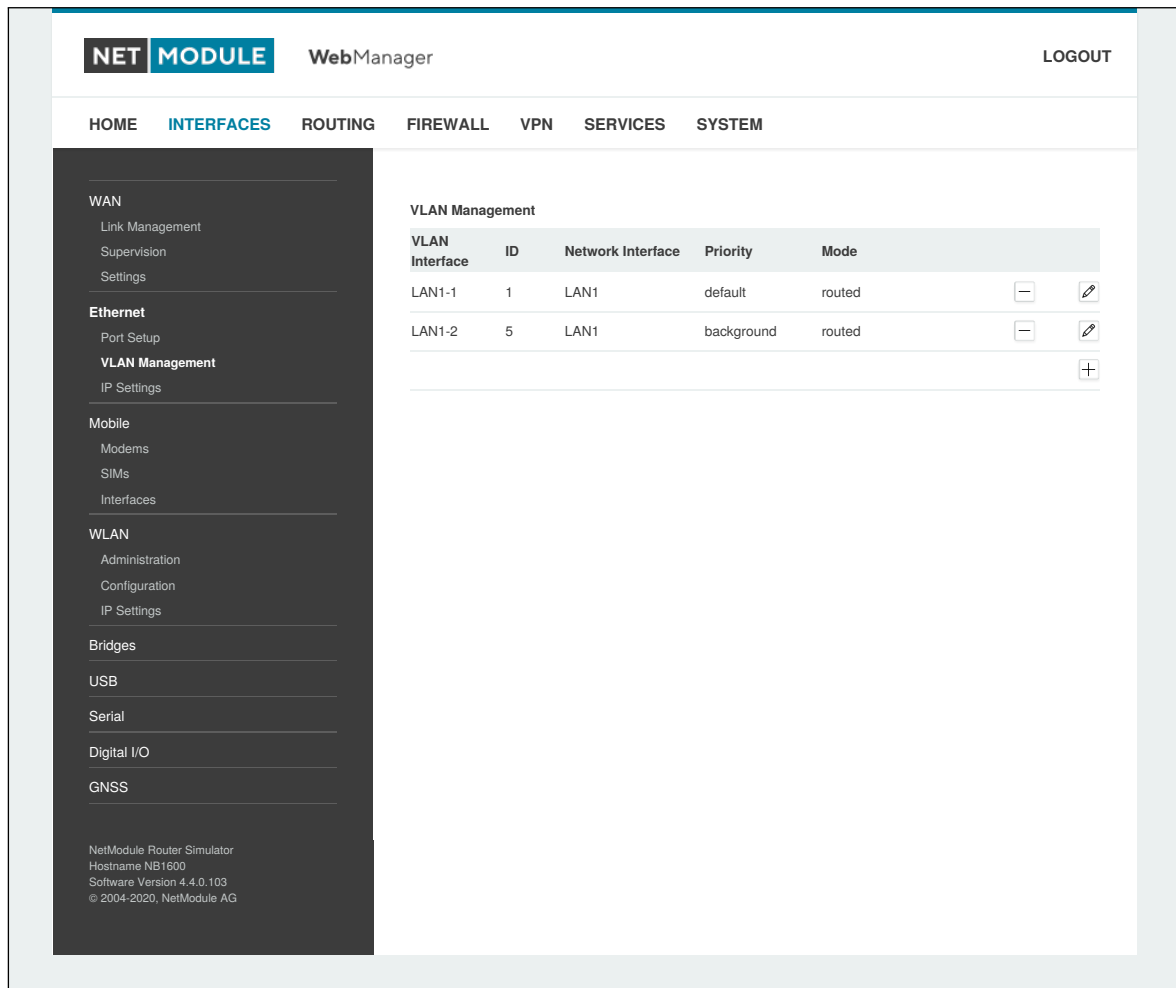 NET MODULE WebManager LOGOUT
HOME INTERFACES ROUTING FIREWALL VPN SERVICES SYSTEM
WAN
Link Management
Supervision
Settings
Ethernet
Port Setup
VLAN Management
IP Settings
Mobile
Modems
SIMs
Interfaces
WLAN
Administration
Configuration
IP Settings
Bridges
USB
Serial
Digital I/O
GNSS
NetModule Router Simulator
Hostname NB1600
Software Version 4.4.0.103
© 2004-2020, NetModule AG
VLAN Management
VLAN Interface ID Network Interface Priority Mode
LAN1-1 1 LAN1 default routed
LAN1-2 5 LAN1 background routed